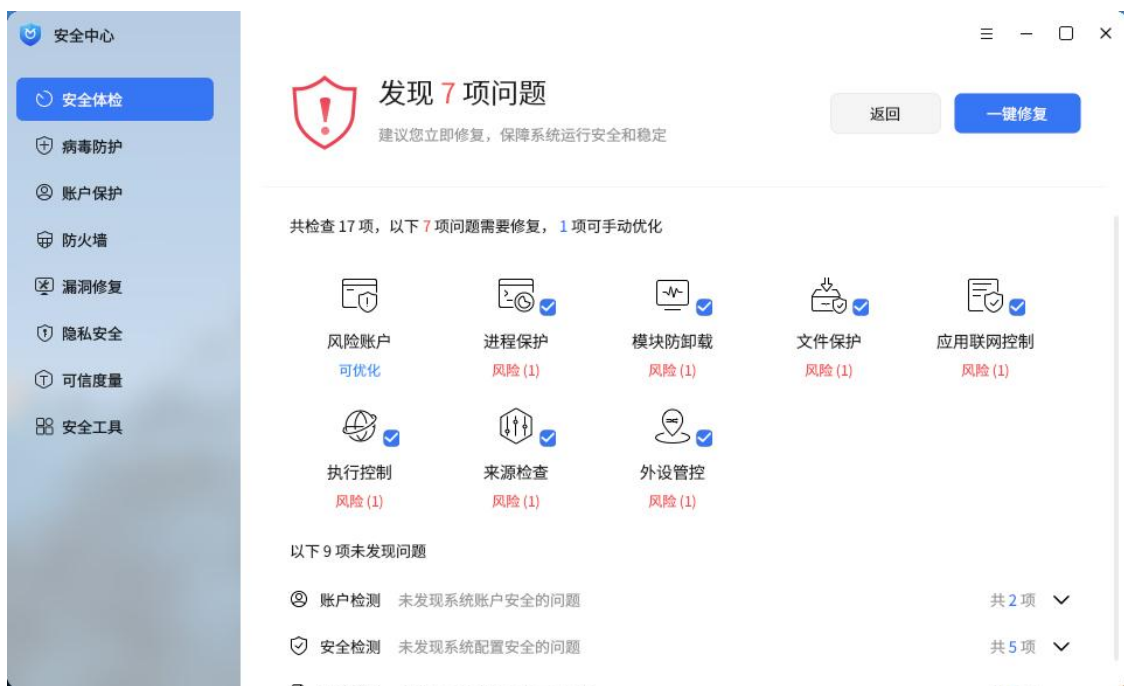 安全中心
安全体检
病毒防护
账户保护
防火墙
漏洞修复
隐私安全
可信度量
安全工具
发现 7 项问题
建议您立即修复，保障系统运行安全和稳定
返回
一键修复
共检查 17 项，以下 7 项问题需要修复， 1 项可手动优化
风险账户
可优化
进程保护
风险 (1)
模块防卸载
风险 (1)
文件保护
风险 (1)
应用联网控制
风险 (1)
执行控制
风险 (1)
来源检查
风险 (1)
外设管控
风险 (1)
以下 9 项未发现问题
账户检测 未发现系统账户安全的问题 共 2 项
安全检测 未发现系统配置安全的问题 共 5 项